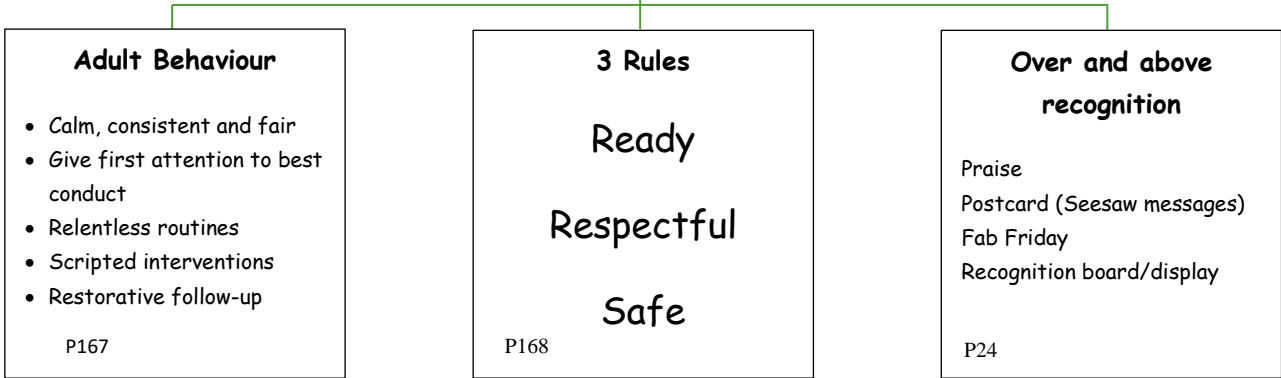 Adult Behaviour
• Calm, consistent and fair
• Give first attention to best
conduct
• Relentless routines
• Scripted interventions
• Restorative follow-up
P167
3 Rules
Ready
Respectful
Safe
P168
Over and above
recognition
Praise
Postcard (Seesaw messages)
Fab Friday
Recognition board/display
P24